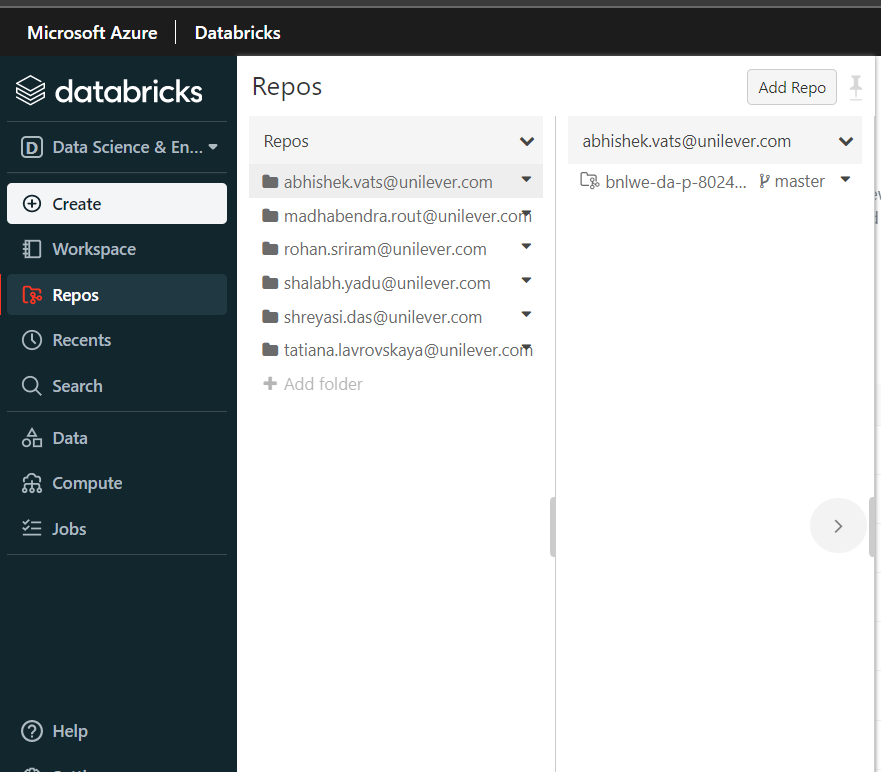 Microsoft Azure Databricks
databricks
D Data Science & En...
Create
Workspace
Repos
Recents
Search
Data
Compute
Jobs
Help
Repos
Add Repo
Repos
abhishek.vats@unilever.com
madhabendra.rout@unilever.com
rohan.sriram@unilever.com
shalabh.yadu@unilever.com
shreyasi.das@unilever.com
tatiana.lavrovskaya@unilever.com
Add folder
abhishek.vats@unilever.com
bnlwe-da-p-8024... master